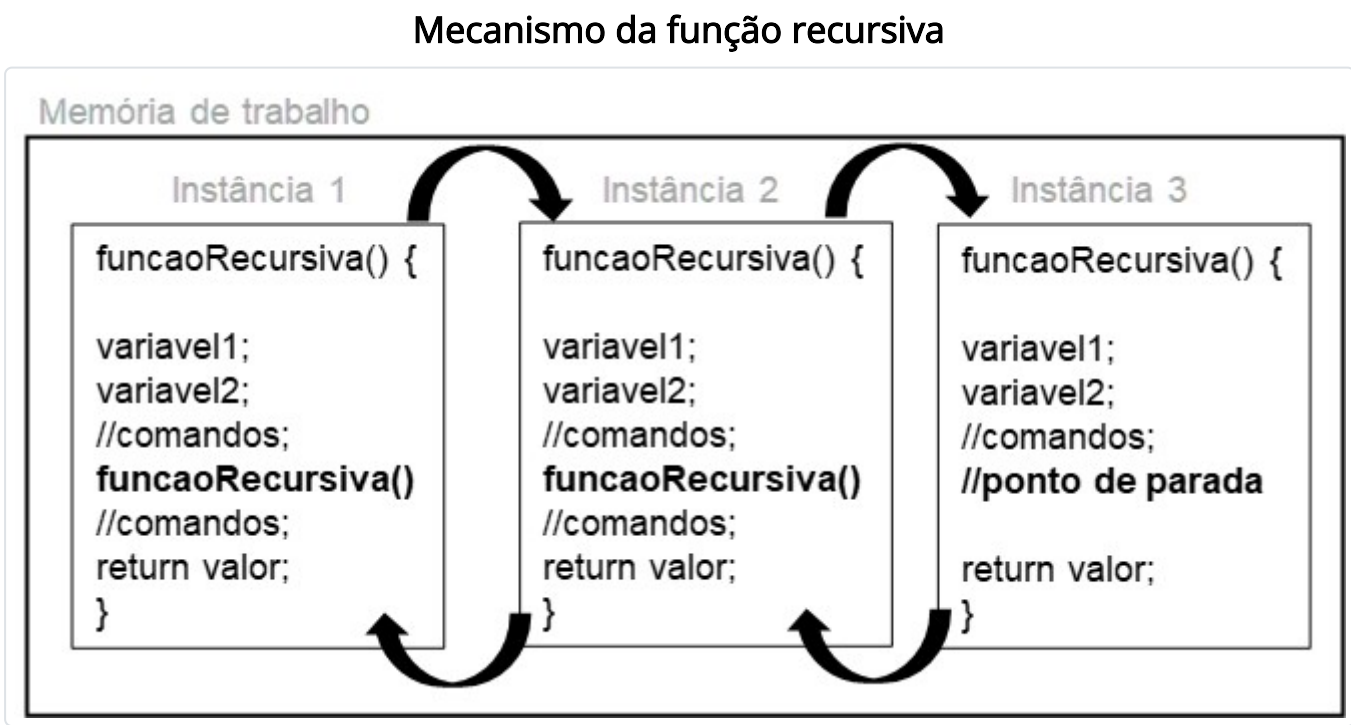 Mecanismo da função recursiva
Memória de trabalho
Instância 1
funcaoRecursiva() {
variavel1;
variavel2;
//comandos;
funcaoRecursiva()
//comandos;
return valor;
}
Instância 2
funcaoRecursiva() {
variavel1;
variavel2;
//comandos;
funcaoRecursiva()
//comandos;
return valor;
}
Instância 3
funcaoRecursiva() {
variavel1;
variavel2;
//comandos;
//ponto de parada
return valor;
}